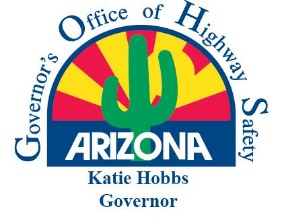 Governor's Office of Highway Safety
ARIZONA
Katie Hobbs
Governor